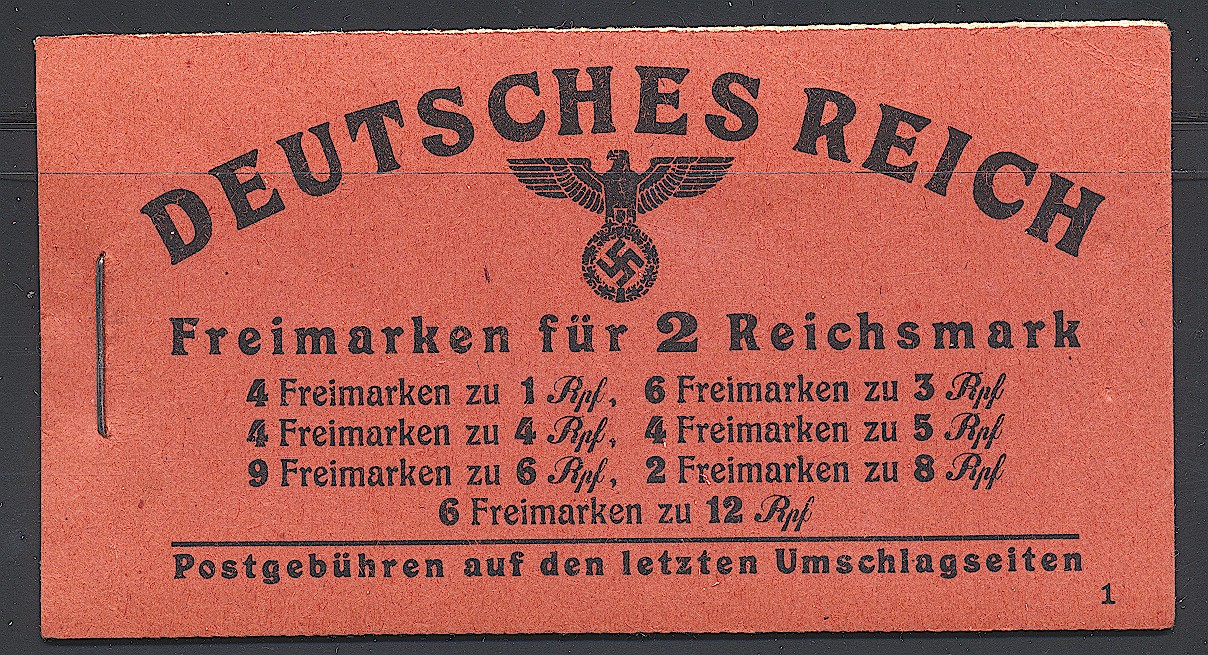 DEUTSCHES REICH
Freimarken für 2 Reichsmark
4 Freimarken zu 1 Rpf, 6 Freimarken zu 3 Rpf
4 Freimarken zu 4 Rpf, 4 Freimarken zu 5 Rpf
9 Freimarken zu 6 Rpf, 2 Freimarken zu 8 Rpf
6 Freimarken zu 12 Rpf
Postgebühren auf den letzten Umschlagseiten
1